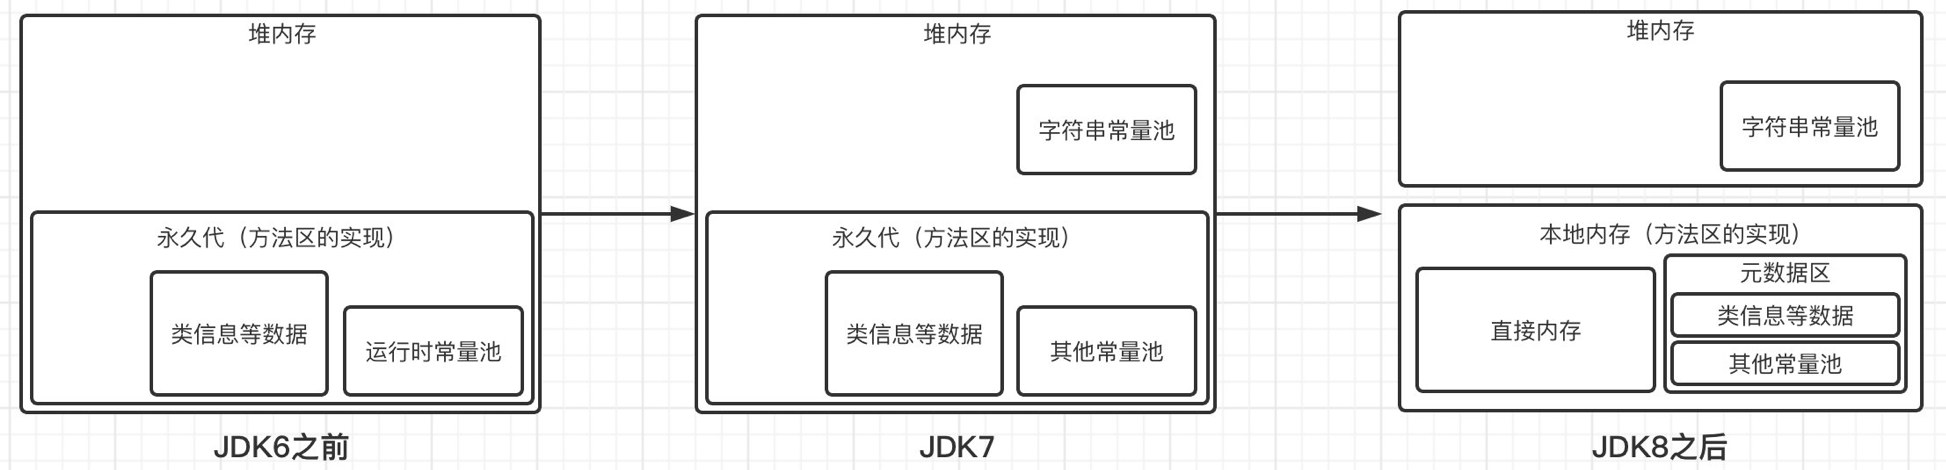 堆内存
永久代（方法区的实现）
类信息等数据
运行时常量池
JDK6之前
堆内存
字符串常量池
永久代（方法区的实现）
类信息等数据
其他常量池
JDK7
堆内存
字符串常量池
本地内存（方法区的实现）
直接内存
元数据区
类信息等数据
其他常量池
JDK8之后